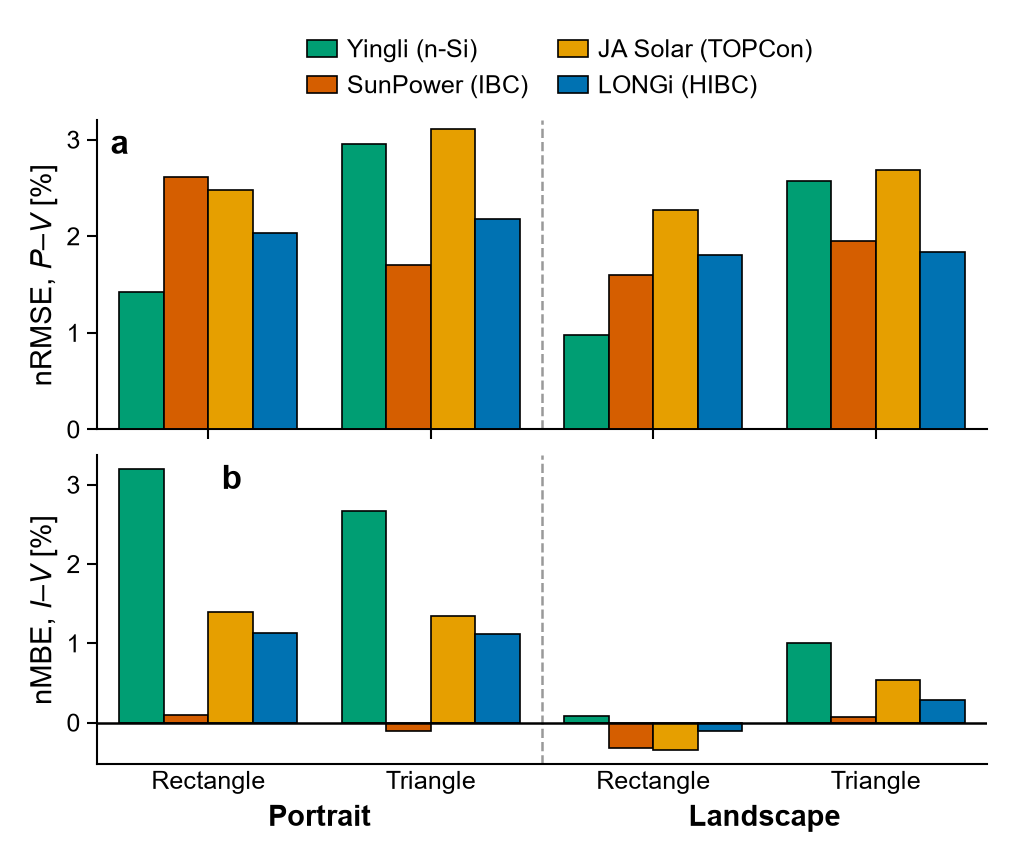 Yingli (n-Si)
SunPower (IBC)
JA Solar (TOPCon)
LONGi (HIBC)
a
nRMSE, P–V [%]
3
2
1
0
b
nMBE, I–V [%]
3
2
1
0
Rectangle Triangle Rectangle Triangle
Portrait Landscape